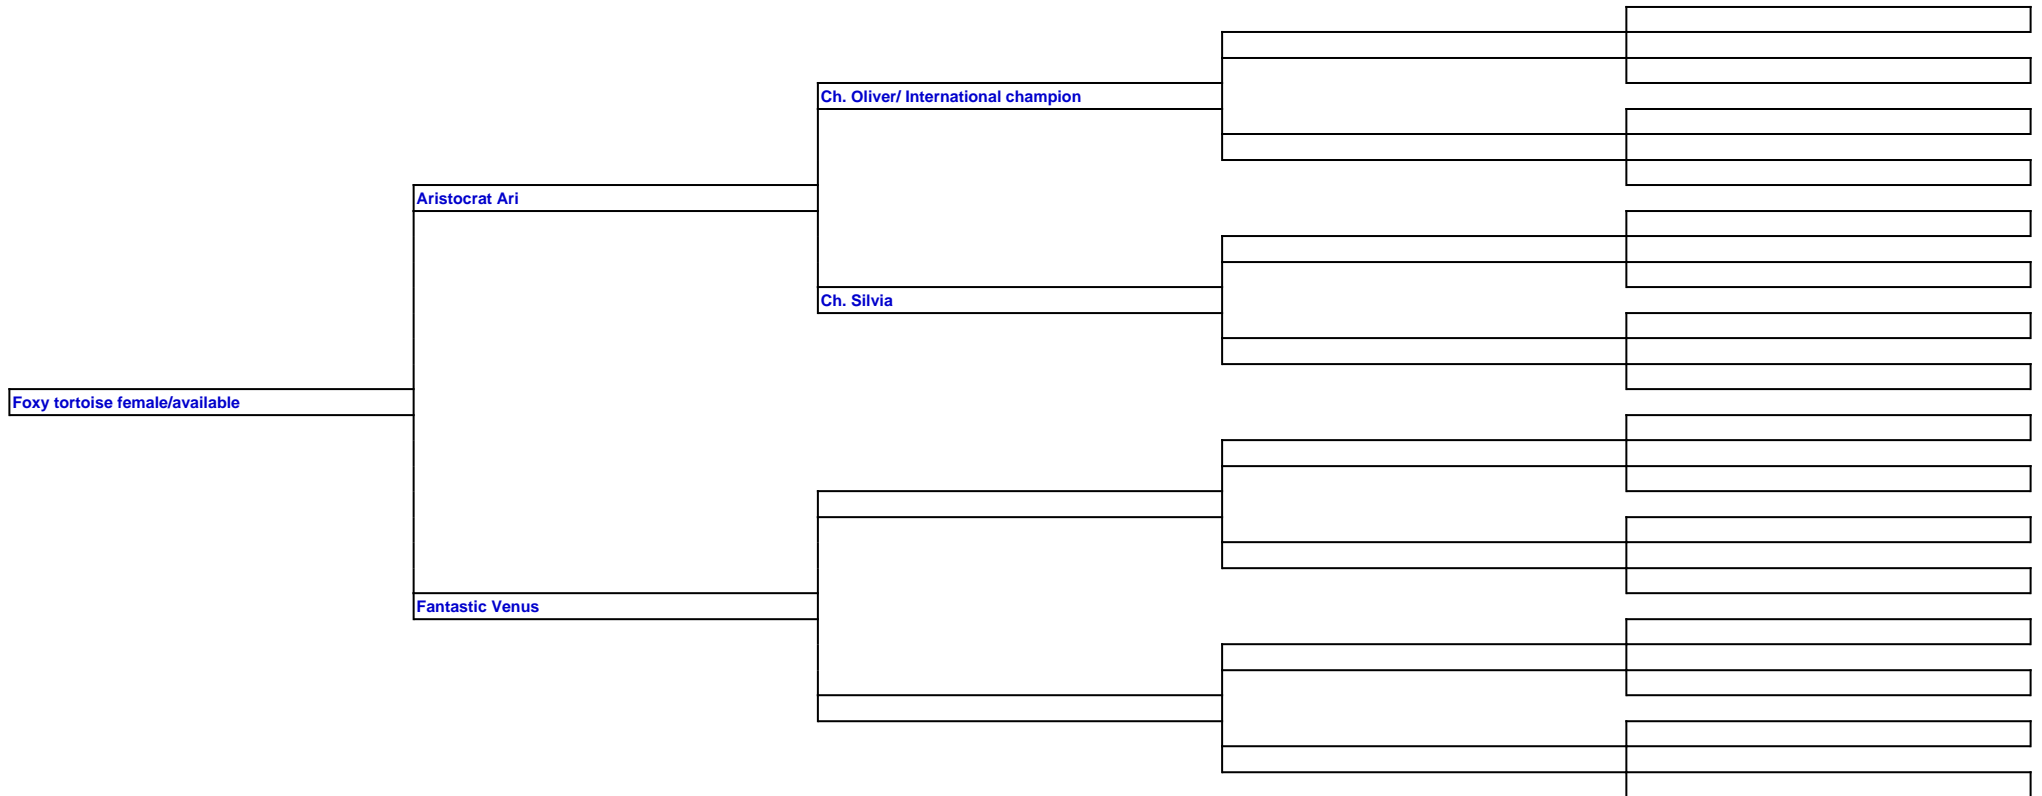 Ch. Oliver/ International champion
Aristocrat Ari
Ch. Silvia
Foxy tortoise female/available
Fantastic Venus